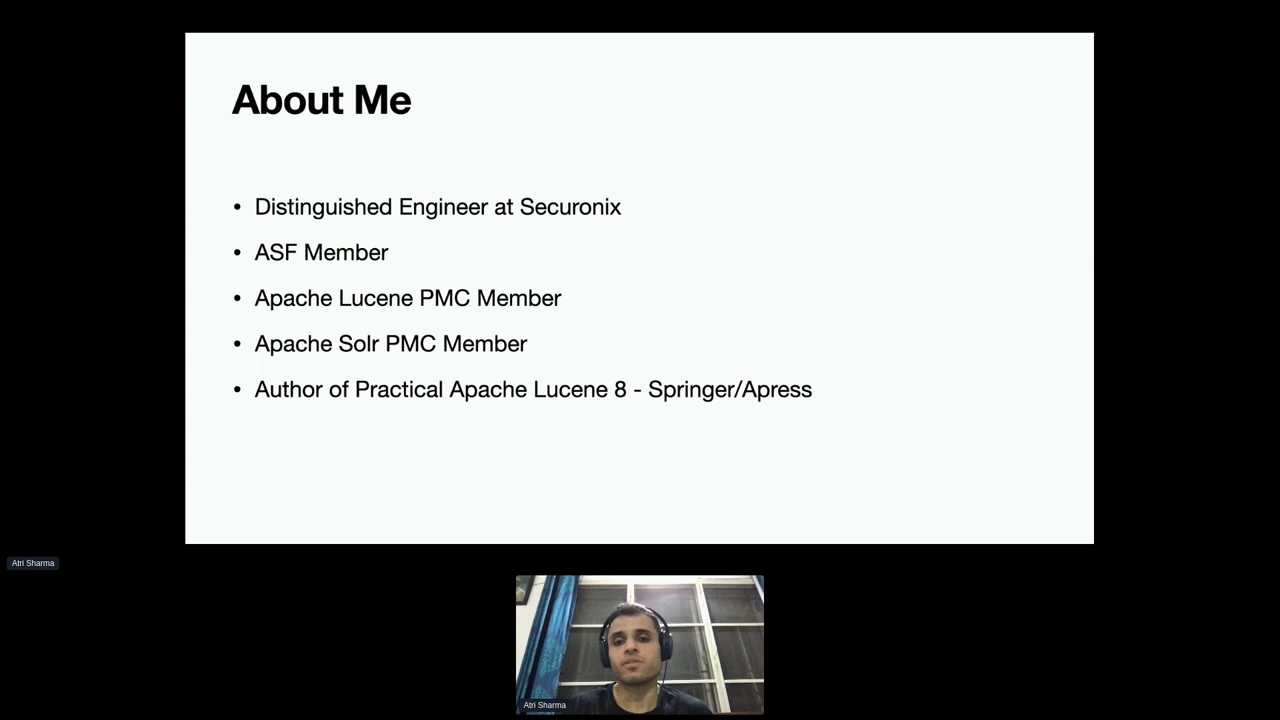 About Me
• Distinguished Engineer at Securonix
• ASF Member
• Apache Lucene PMC Member
• Apache Solr PMC Member
• Author of Practical Apache Lucene 8 - Springer/Apress
Atri Sharma
Atri Sharma